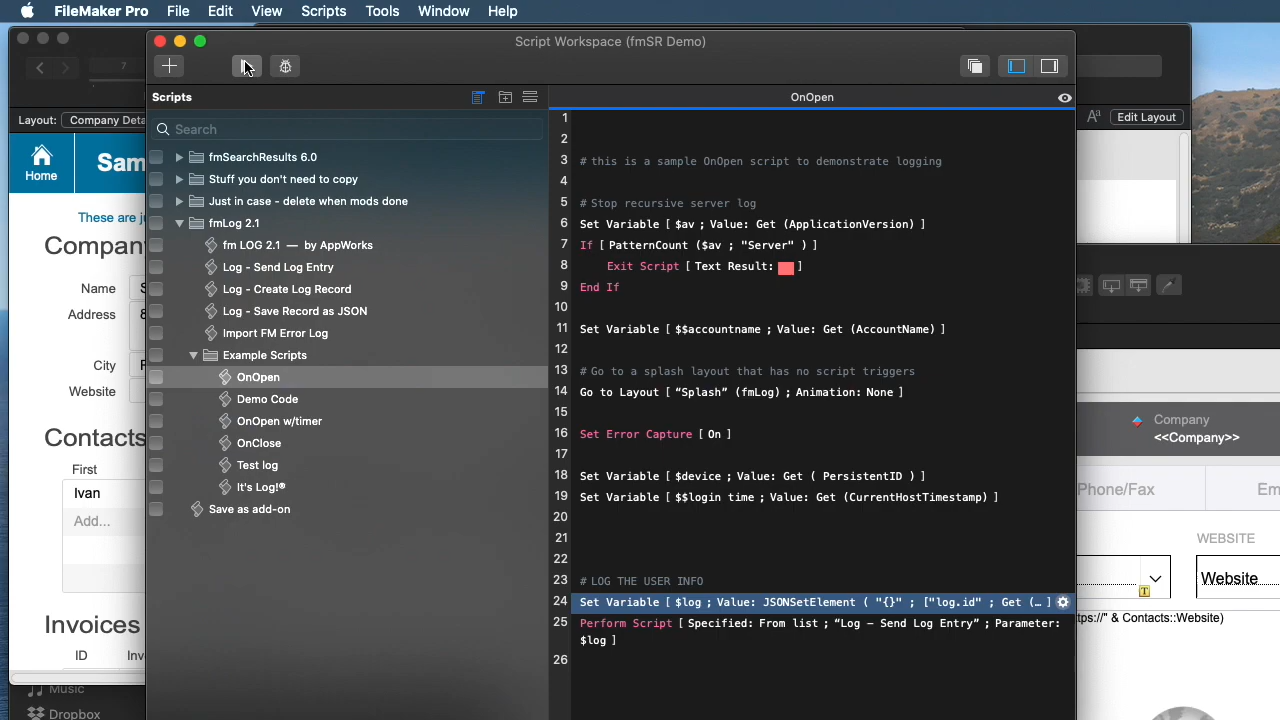 FileMaker Pro File Edit View Scripts Tools Window Help
Script Workspace (fmSR Demo)
7
Layout: Company Deta
Edit Layout
Home
Sam
These are ju
Company
Name
Address
8
City
Website
Contacts
First
Ivan
Add...
Invoices
ID Inv
Music
Dropbox
Scripts
Search
fmSearchResults 6.0
Stuff you don't need to copy
Just in case - delete when mods done
fmLog 2.1
fm LOG 2.1 — by AppWorks
Log - Send Log Entry
Log - Create Log Record
Log - Save Record as JSON
Import FM Error Log
Example Scripts
OnOpen
Demo Code
OnOpen w/timer
OnClose
Test log
It's Log!®
Save as add-on
OnOpen
1
2
3 # this is a sample OnOpen script to demonstrate logging
4
5 # Stop recursive server log
6 Set Variable [ $av ; Value: Get (ApplicationVersion) ]
7 If [ PatternCount ($av ; "Server" ) ]
8 Exit Script [ Text Result: ]
9 End If
10
11 Set Variable [ $$accountname ; Value: Get (AccountName) ]
12
13 # Go to a splash layout that has no script triggers
14 Go to Layout [ “Splash” (fmLog) ; Animation: None ]
15
16 Set Error Capture [ On ]
17
18 Set Variable [ $device ; Value: Get ( PersistentID ) ]
19 Set Variable [ $$login time ; Value: Get (CurrentHostTimestamp) ]
20
21
22
23 # LOG THE USER INFO
24 Set Variable [ $log ; Value: JSONSetElement ( "{}" ; ["log.id" ; Get (… ]
25 Perform Script [ Specified: From list ; “Log – Send Log Entry” ; Parameter:
$log ]
26
Company
<<Company>>
Phone/Fax
Em
WEBSITE
Website
T
tps://" & Contacts::Website)